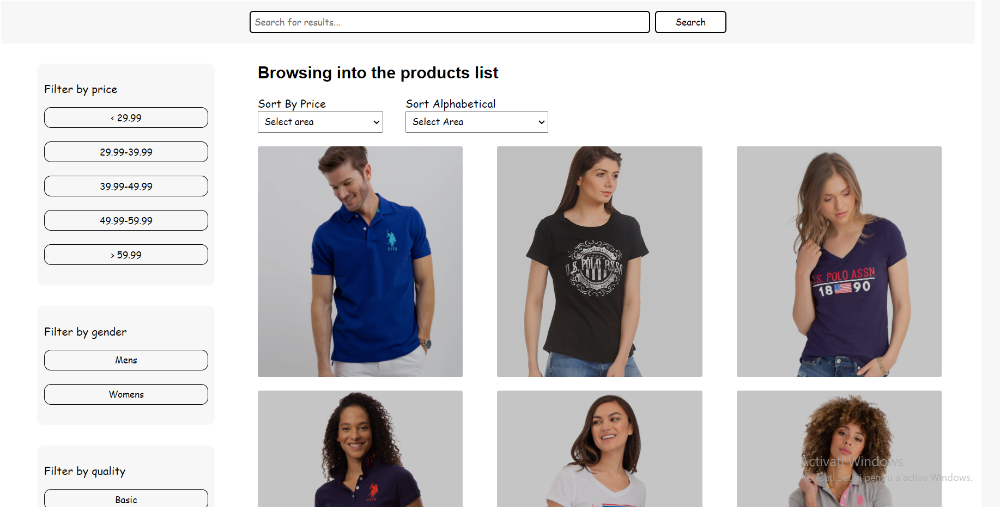 Search for results...
Search
Filter by price
< 29.99
29.99-39.99
39.99-49.99
49.99-59.99
> 59.99
Filter by gender
Mens
Womens
Filter by quality
Basic
Browsing into the products list
Sort By Price
Sort Alphabetical
Select area
Select Area
USPA
U.S. POLO ASSN
U.S. POLO ASSN.
1890
USPA
Activați Windows
Accesați Setări pentru a activa Windows.